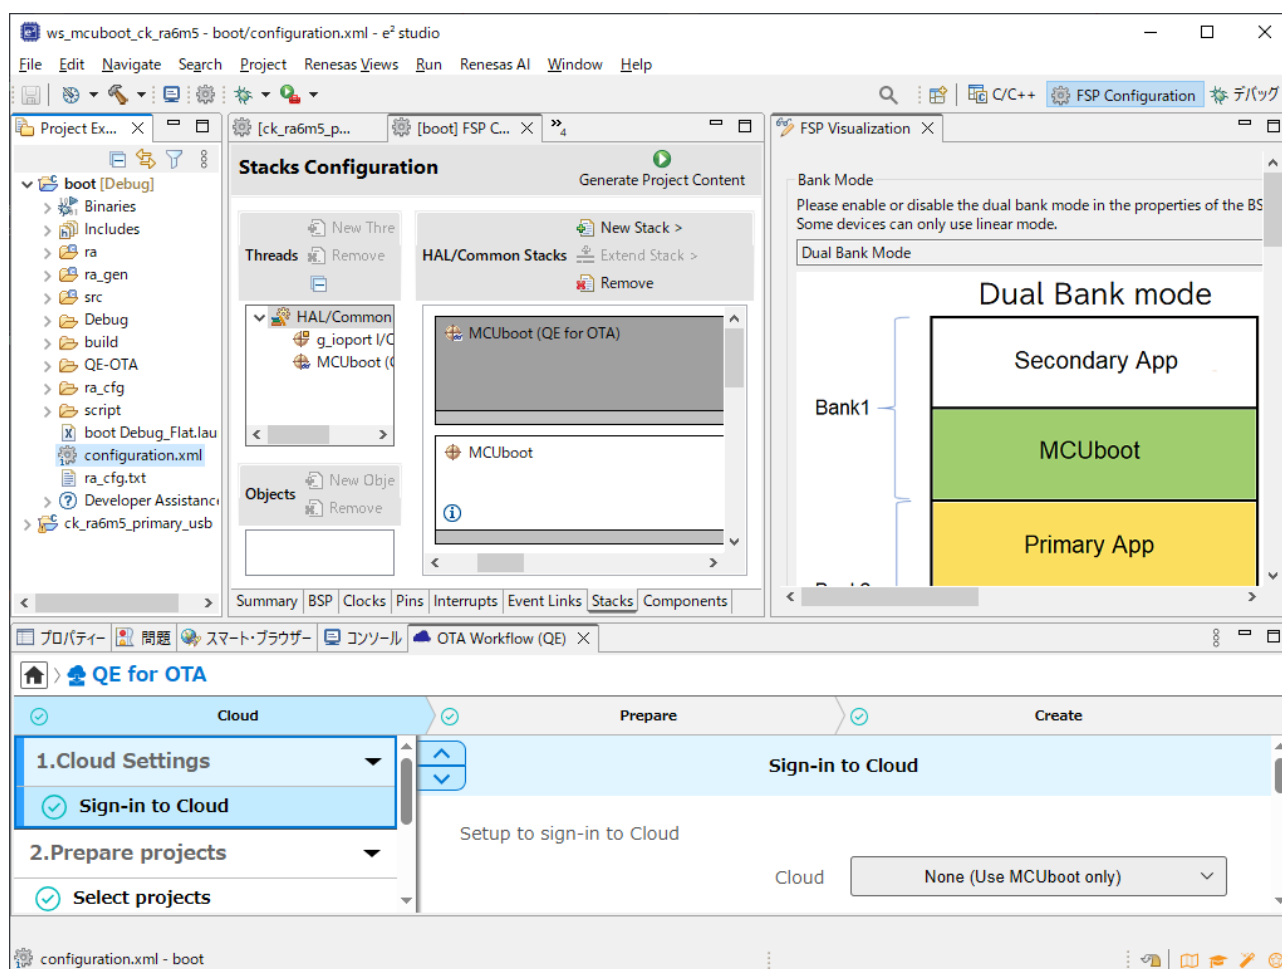 ws_mcuboot_ck_ra6m5 - boot/configuration.xml - e² studio
File Edit Navigate Search Project Renesas Views Run Renesas AI Window Help
C/C++ FSP Configuration デバッグ
Project Ex...
boot [Debug]
Binaries
Includes
ra
ra_gen
src
Debug
build
QE-OTA
ra_cfg
script
boot Debug_Flat.lau
configuration.xml
ra_cfg.txt
Developer Assistanc
ck_ra6m5_primary_usb
[ck_ra6m5_p...
[boot] FSP C...
4
Stacks Configuration
Generate Project Content
Threads
New Thre
Remove
HAL/Common Stacks
New Stack >
Extend Stack >
Remove
HAL/Common
g_ioport I/O
MCUboot (
Objects
New Obje
Remove
MCUboot (QE for OTA)
MCUboot
Summary BSP Clocks Pins Interrupts Event Links Stacks Components
FSP Visualization
Bank Mode
Please enable or disable the dual bank mode in the properties of the BS
Some devices can only use linear mode.
Dual Bank Mode
Dual Bank mode
Secondary App
Bank1
MCUboot
Primary App
プロパティー 問題 スマート・ブラウザー コンソール OTA Workflow (QE)
QE for OTA
Cloud Prepare Create
1.Cloud Settings
Sign-in to Cloud
2.Prepare projects
Select projects
Sign-in to Cloud
Setup to sign-in to Cloud
Cloud None (Use MCUboot only)
configuration.xml - boot